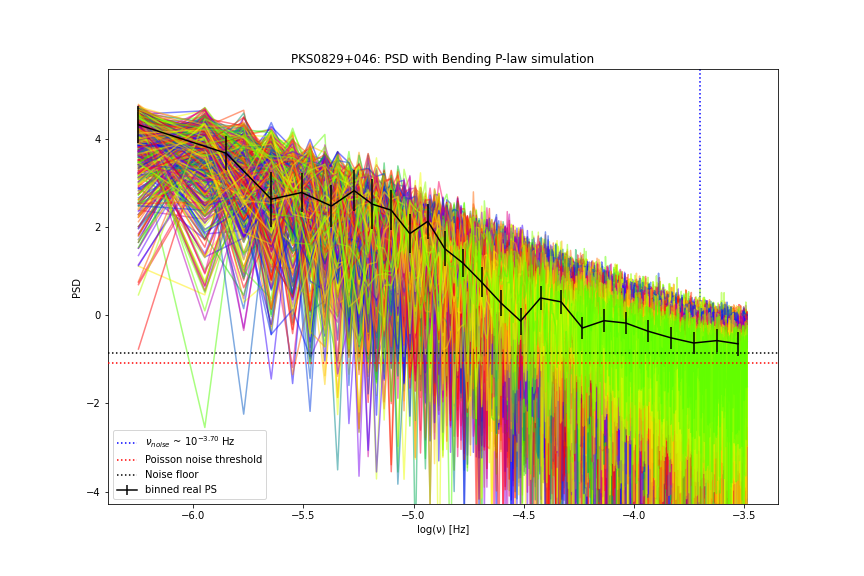 PKS0829+046: PSD with Bending P-law simulation
PSD
4
2
0
−2
−4
ν_noise ~ 10^−3.70 Hz
Poisson noise threshold
Noise floor
binned real PS
−6.0 −5.5 −5.0 −4.5 −4.0 −3.5
log(ν) [Hz]